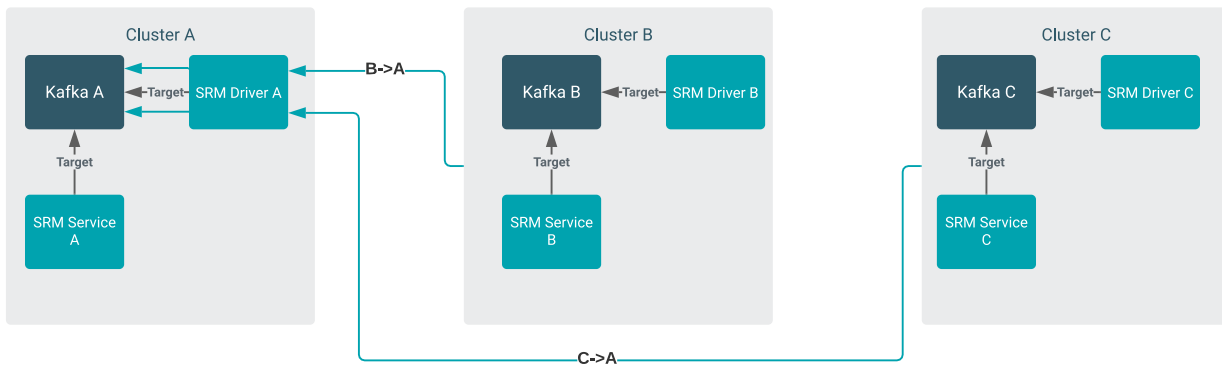 Cluster A
Cluster B
Cluster C
Kafka A
Target
SRM Driver A
B->A
Kafka B
Target
SRM Driver B
Kafka C
Target
SRM Driver C
Target
Target
Target
SRM Service
A
SRM Service
B
SRM Service
C
C->A